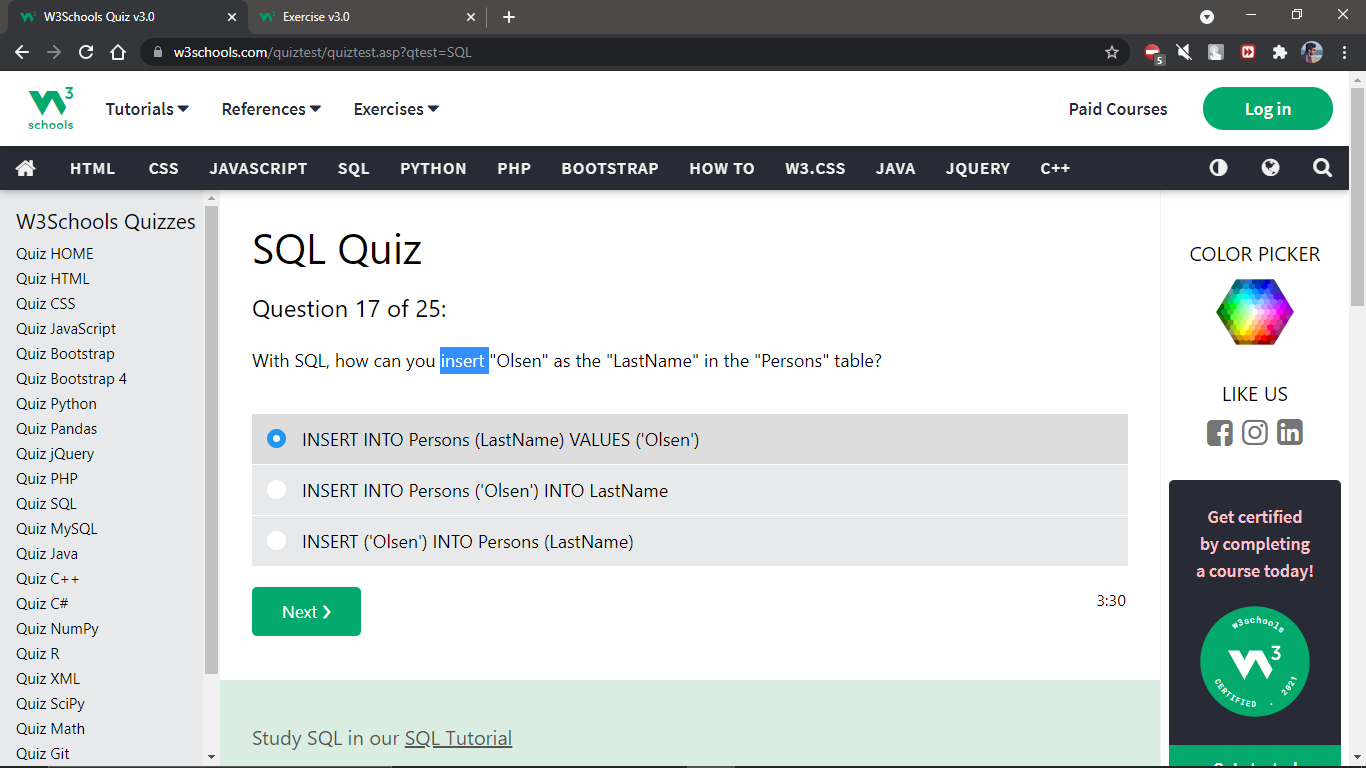 W3Schools Quiz v3.0
Exercise v3.0
w3schools.com/quiztest/quiztest.asp?qtest=SQL
5
3
schools
Tutorials
References
Exercises
Paid Courses
Log in
HTML
CSS
JAVASCRIPT
SQL
PYTHON
PHP
BOOTSTRAP
HOW TO
W3.CSS
JAVA
JQUERY
C++
W3Schools Quizzes
Quiz HOME
Quiz HTML
Quiz CSS
Quiz JavaScript
Quiz Bootstrap
Quiz Bootstrap 4
Quiz Python
Quiz Pandas
Quiz jQuery
Quiz PHP
Quiz SQL
Quiz MySQL
Quiz Java
Quiz C++
Quiz C#
Quiz NumPy
Quiz R
Quiz XML
Quiz SciPy
Quiz Math
Quiz Git
SQL Quiz
Question 17 of 25:
With SQL, how can you insert "Olsen" as the "LastName" in the "Persons" table?
INSERT INTO Persons (LastName) VALUES ('Olsen')
INSERT INTO Persons ('Olsen') INTO LastName
INSERT ('Olsen') INTO Persons (LastName)
Next ❯
3:30
Study SQL in our SQL Tutorial
COLOR PICKER
LIKE US
Get certified
by completing
a course today!
w3schools
3
CERTIFIED . 2021